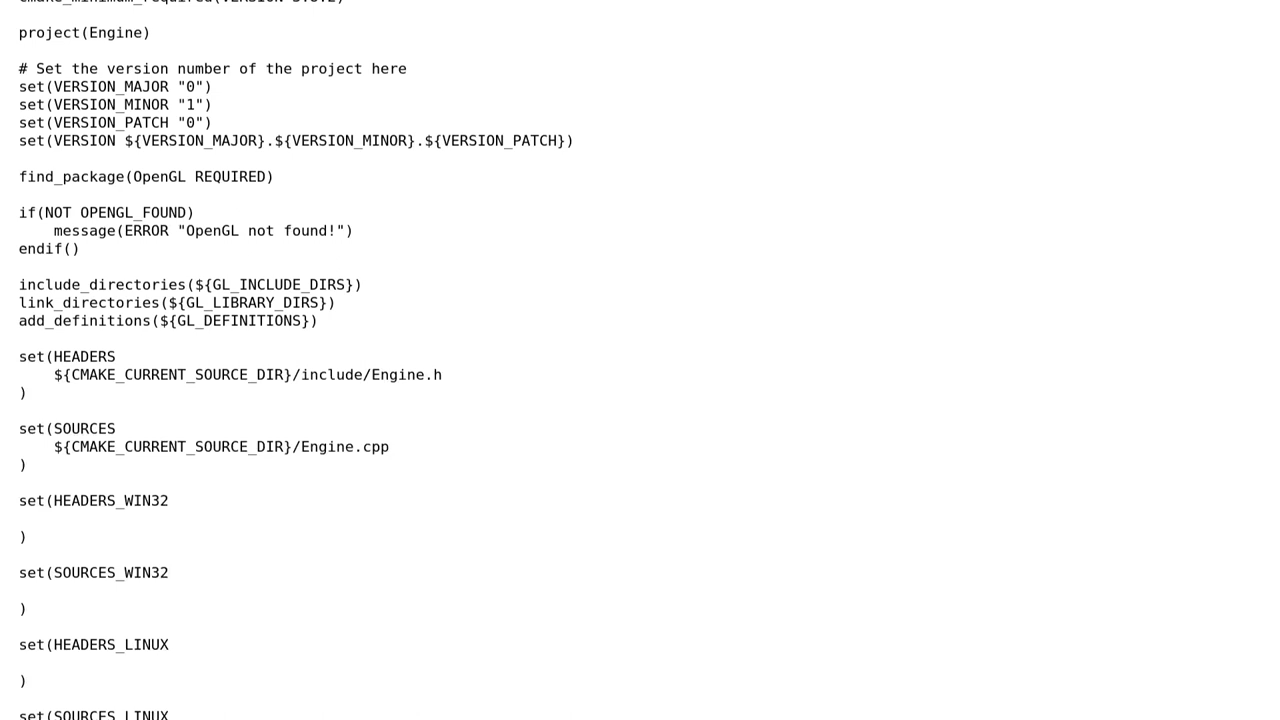 project(Engine)
# Set the version number of the project here
set(VERSION_MAJOR "0")
set(VERSION_MINOR "1")
set(VERSION_PATCH "0")
set(VERSION ${VERSION_MAJOR}.${VERSION_MINOR}.${VERSION_PATCH})
find_package(OpenGL REQUIRED)
if(NOT OPENGL_FOUND)
    message(ERROR "OpenGL not found!")
endif()
include_directories(${GL_INCLUDE_DIRS})
link_directories(${GL_LIBRARY_DIRS})
add_definitions(${GL_DEFINITIONS})
set(HEADERS
    ${CMAKE_CURRENT_SOURCE_DIR}/include/Engine.h
)
set(SOURCES
    ${CMAKE_CURRENT_SOURCE_DIR}/Engine.cpp
)
set(HEADERS_WIN32
)
set(SOURCES_WIN32
)
set(HEADERS_LINUX
)
set(SOURCES_LINUX